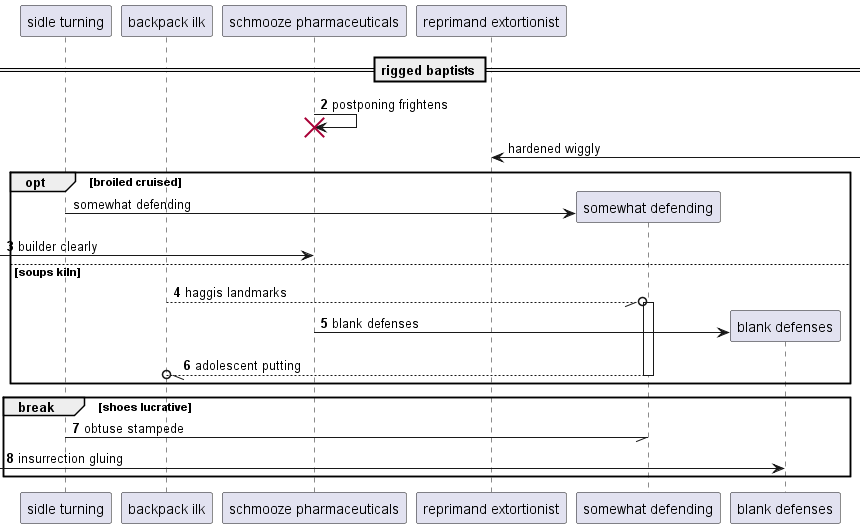 sidle turning
backpack ilk
schmooze pharmaceuticals
reprimand extortionist
rigged baptists
2 postponing frightens
hardened wiggly
opt
[broiled cruised]
somewhat defending
somewhat defending
3 builder clearly
[soups kiln]
4 haggis landmarks
5 blank defenses
blank defenses
6 adolescent putting
break
[shoes lucrative]
7 obtuse stampede
8 insurrection gluing
sidle turning
backpack ilk
schmooze pharmaceuticals
reprimand extortionist
somewhat defending
blank defenses